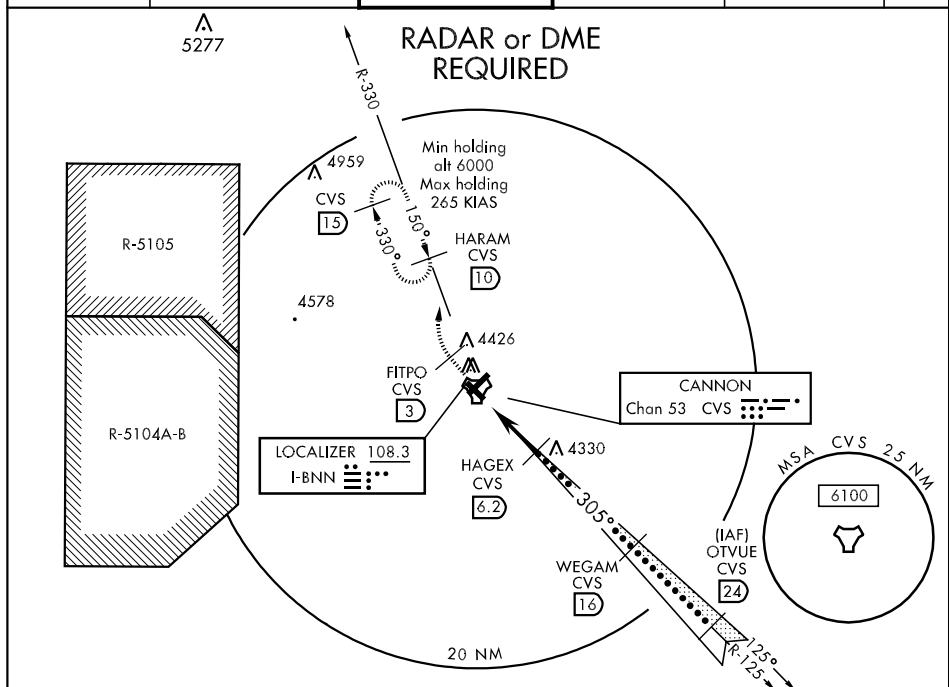 5277
RADAR or DME
REQUIRED
R-330
4959
Min holding
alt 6000
Max holding
265 KIAS
CVS
15
150°
330°
HARAM
CVS
10
R-5105
4578
4426
FITPO
CVS
3
CANNON
Chan 53 CVS
R-5104A-B
LOCALIZER 108.3
I-BNN
4330
HAGEX
CVS
6.2
305°
MSA CVS 25 NM
6100
(IAF)
OTVUE
CVS
24
WEGAM
CVS
16
20 NM
125°
R-125